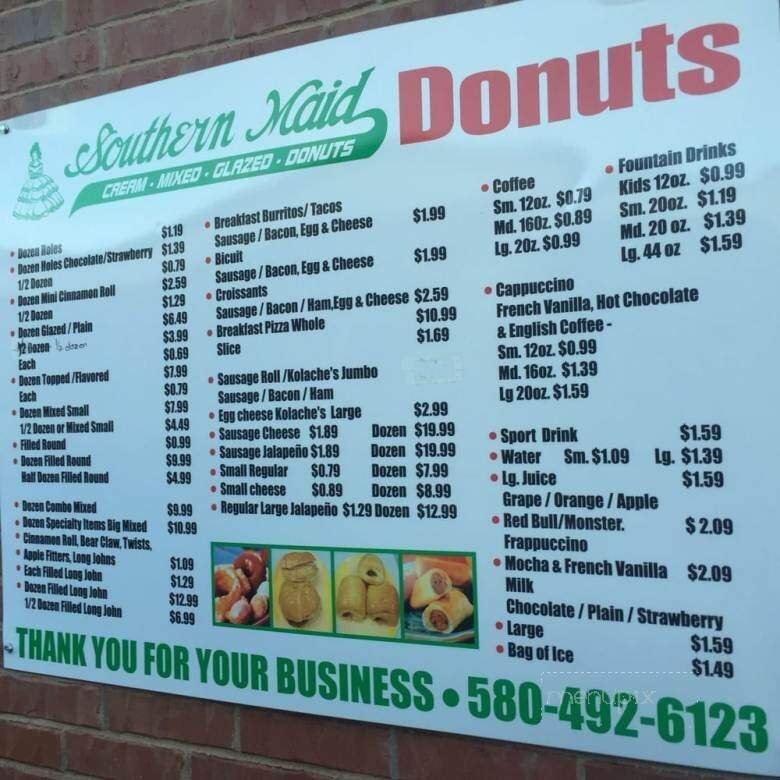 Southern Maid Donuts
CREAM • MIXED • GLAZED • DONUTS
• Dozen Holes $1.19
• Dozen Holes Chocolate/Strawberry $1.39
1/2 Dozen $0.79
• Dozen Mini Cinnamon Roll $2.59
1/2 Dozen $1.29
• Dozen Glazed / Plain $6.49
1/2 Dozen 1/2 dozen $3.99
Each $0.69
• Dozen Topped /Flavored $7.99
Each $0.79
• Dozen Mixed Small $7.99
1/2 Dozen or Mixed Small $4.49
• Filled Round $0.99
• Dozen Filled Round $9.99
Half Dozen Filled Round $4.99
• Dozen Combo Mixed $9.99
• Dozen Specialty Items Big Mixed $10.99
• Cinnamon Roll, Bear Claw, Twists,
• Apple Fitters, Long Johns $1.09
• Each Filled Long John $1.29
• Dozen Filled Long John $12.99
1/2 Dozen Filled Long John $6.99
• Breakfast Burritos/ Tacos
Sausage / Bacon, Egg & Cheese $1.99
• Bicuit
Sausage / Bacon, Egg & Cheese $1.99
• Croissants
Sausage / Bacon / Ham,Egg & Cheese $2.59
• Breakfast Pizza Whole $10.99
Slice $1.69
• Sausage Roll /Kolache's Jumbo
Sausage / Bacon / Ham
• Egg cheese Kolache's Large $2.99
• Sausage Cheese $1.89 Dozen $19.99
• Sausage Jalapeño $1.89 Dozen $19.99
• Small Regular $0.79 Dozen $7.99
• Small cheese $0.89 Dozen $8.99
• Regular Large Jalapeño $1.29 Dozen $12.99
• Coffee
Sm. 12oz. $0.79
Md. 16Oz. $0.89
Lg. 20z. $0.99
• Fountain Drinks
Kids 12oz. $0.99
Sm. 20oz. $1.19
Md. 20 oz. $1.39
Lg. 44 oz $1.59
• Cappuccino
French Vanilla, Hot Chocolate
& English Coffee -
Sm. 12oz. $0.99
Md. 16oz. $1.39
Lg 20oz. $1.59
• Sport Drink $1.59
• Water Sm. $1.09 Lg. $1.39
• Lg. Juice $1.59
Grape / Orange / Apple
• Red Bull/Monster. $ 2.09
Frappuccino
• Mocha & French Vanilla $2.09
Milk
Chocolate / Plain / Strawberry
• Large $1.59
• Bag of Ice $1.49
THANK YOU FOR YOUR BUSINESS • 580-492-6123
menupix